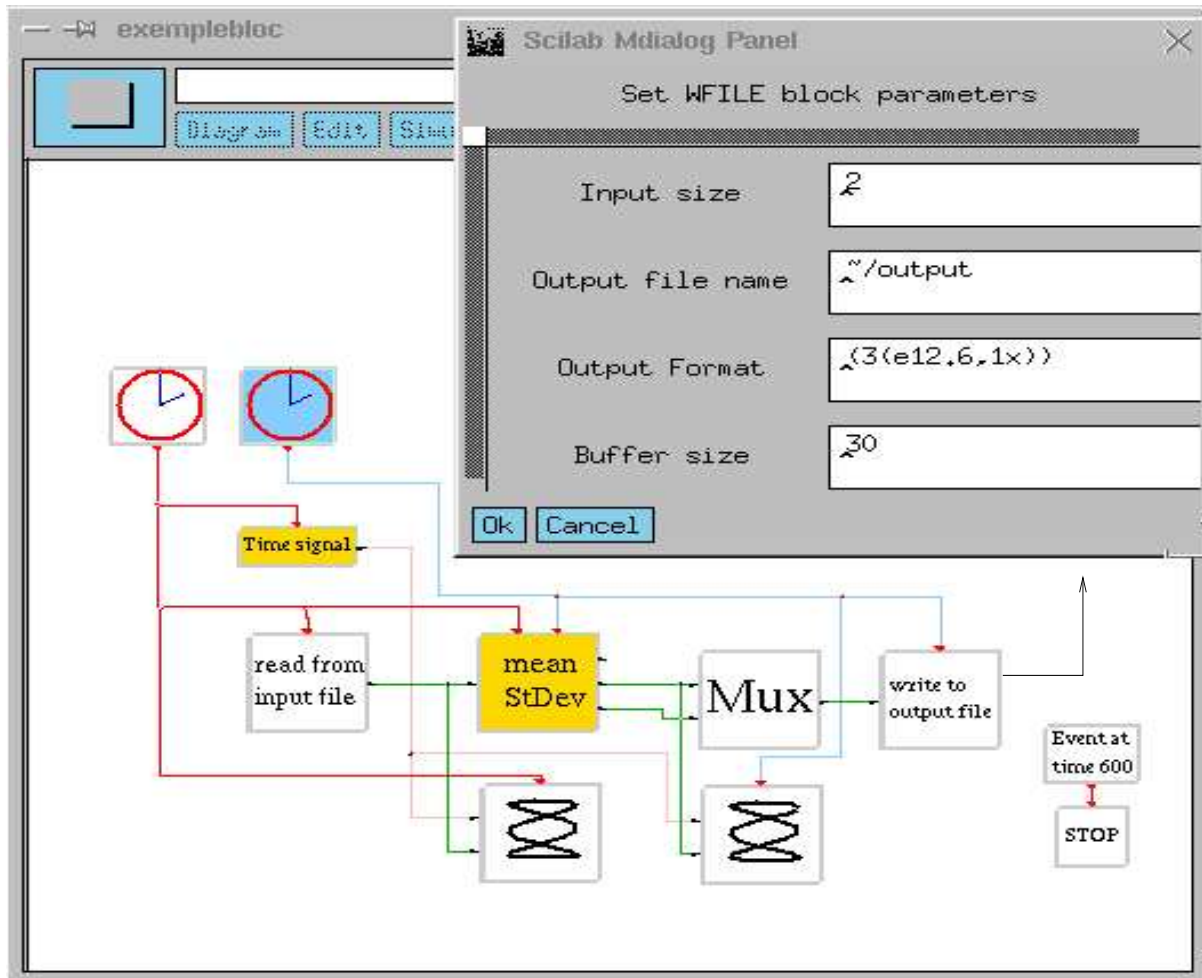 exemplebloc
Scilab Mdialog Panel
Set WFILE block parameters
Diagram
Edit
Simu
Input size
2
Output file name
~/output
Output Format
(3(e12.6,1x))
Buffer size
30
Ok
Cancel
Time signal
read from
input file
mean
StDev
Mux
write to
output file
Event at
time 600
STOP